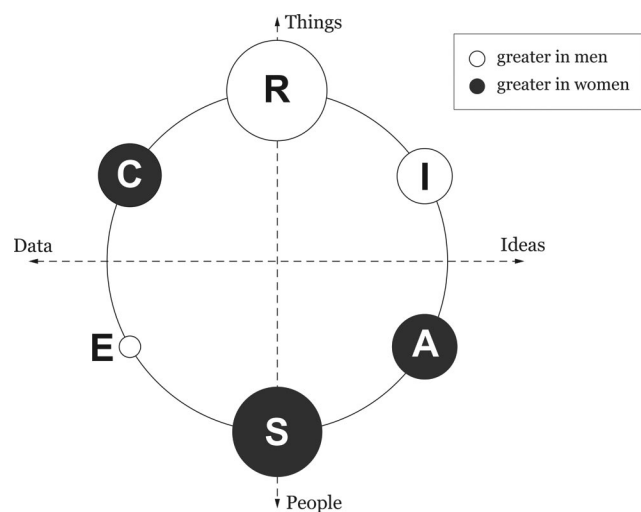 Things
greater in men
greater in women
R
C
I
Data
Ideas
E
A
S
People